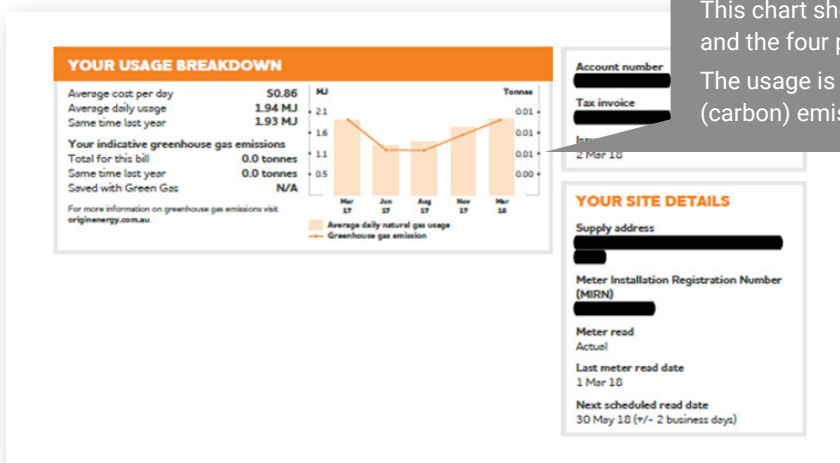 This chart
and the four
The usage is
(carbon)
YOUR USAGE BREAKDOWN
Average cost per day $0.86
Average daily usage 1.94 MJ
Same time last year 1.93 MJ
Your indicative greenhouse gas emissions
Total for this bill 0.0 tonnes
Same time last year 0.0 tonnes
Saved with Green Gas N/A
For more information on greenhouse gas emissions visit
originenergy.com.au.
MJ Tonnes
2.1 0.01
1.6 0.01
1.1 0.01
0.5 0.00
Mar Jun Aug Nov Mar
17 17 17 17 18
Average daily natural gas usage
Greenhouse gas emission
Account number
Tax invoice
2 Mar 18
YOUR SITE DETAILS
Supply address
Meter Installation Registration Number
(MIRN)
Meter read
Actual
Last meter read date
1 Mar 18
Next scheduled read date
30 May 18 (+/- 2 business days)